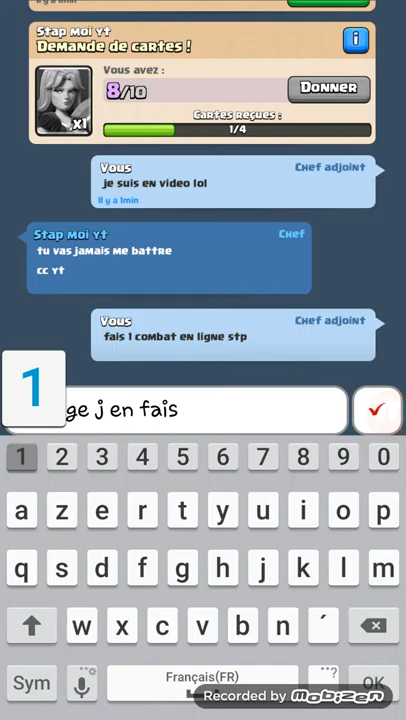 Il y a 1min
Stap Moi Yt
Demande de cartes !
i
Vous avez :
8/10
Donner
x1
Cartes reçues :
1/4
Vous
Chef adjoint
je suis en video lol
Il y a 1min
Stap Moi Yt
Chef
tu vas jamais me battre
cc yt
Vous
Chef adjoint
fais 1 combat en ligne stp
1
ge j en fais
1 2 3 4 5 6 7 8 9 0
a z e r t y u i o p
q s d f g h j k l m
w x c v b n ´
Sym
Français(FR)
...?
OK
Recorded by Mobizen